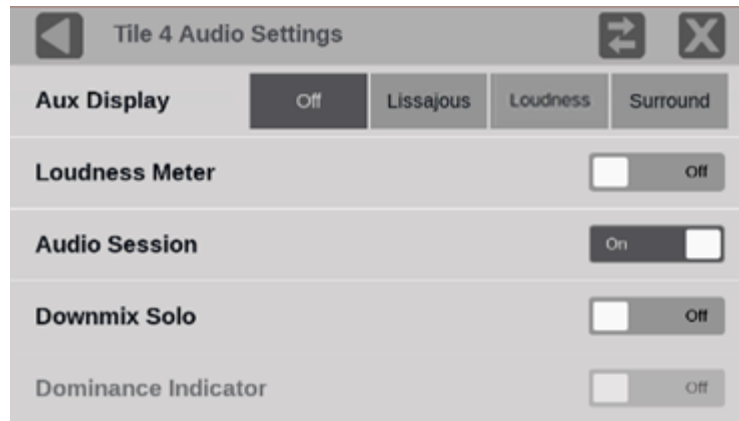 Tile 4 Audio Settings
Aux Display Off Lissajous Loudness Surround
Loudness Meter Off
Audio Session On
Downmix Solo Off
Dominance Indicator Off